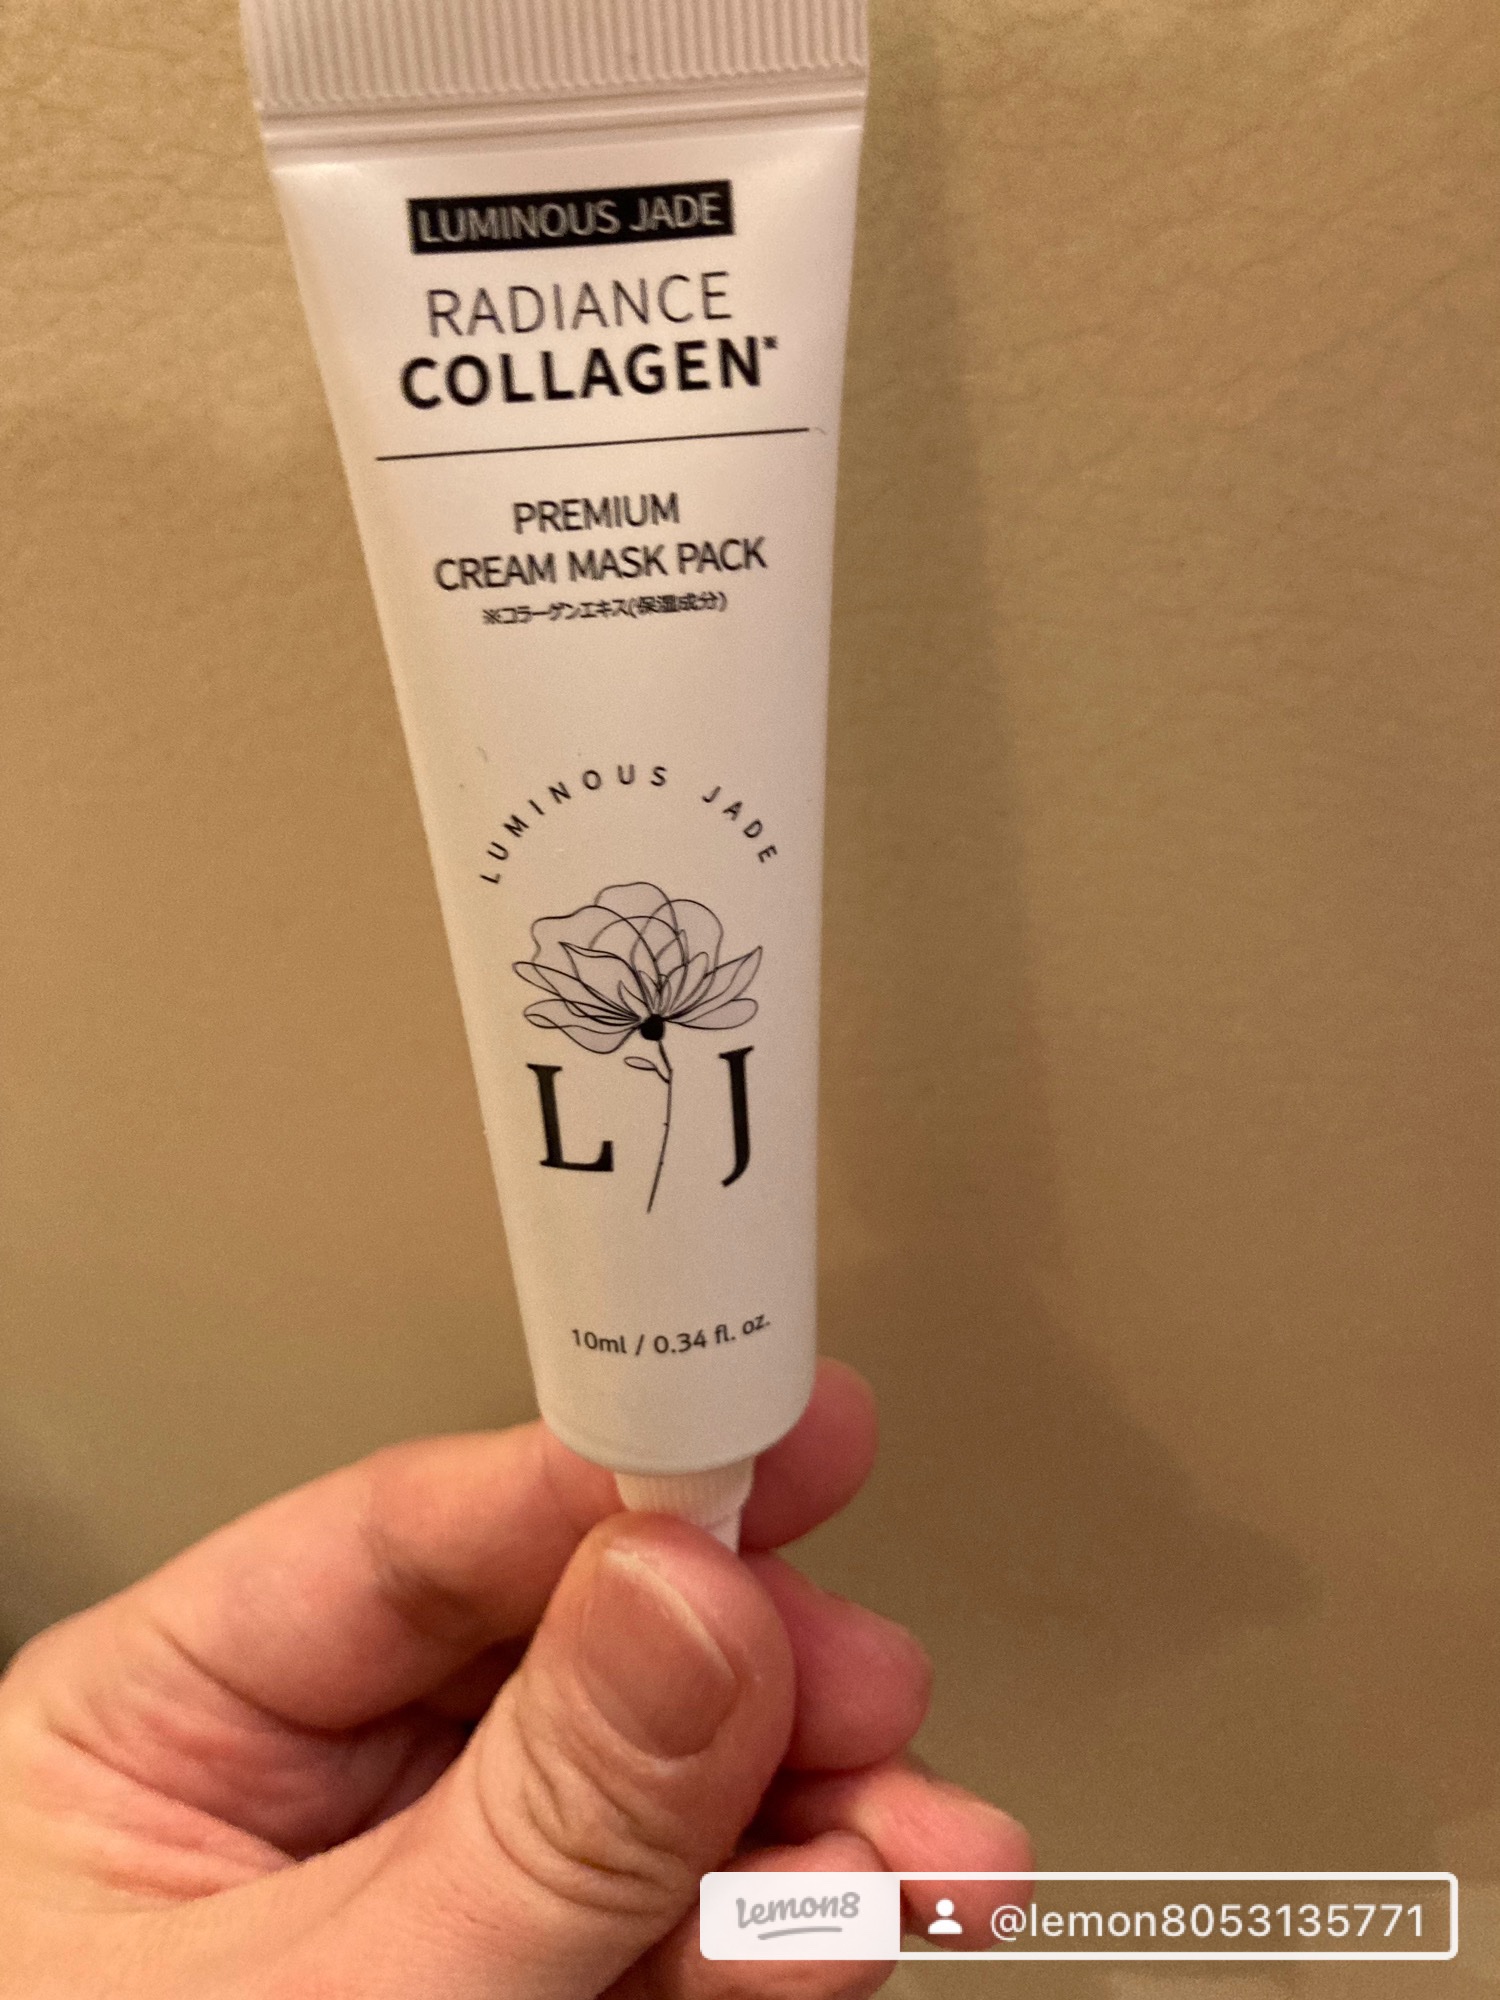 LUMINOUS JADE
RADIANCE
COLLAGEN※
PREMIUM
CREAM MASK PACK
※コラーゲンエキス(保湿成分)
LUMINOUS JADE
L J
10ml / 0.34 fl. oz.
lemon8 @lemon8053135771